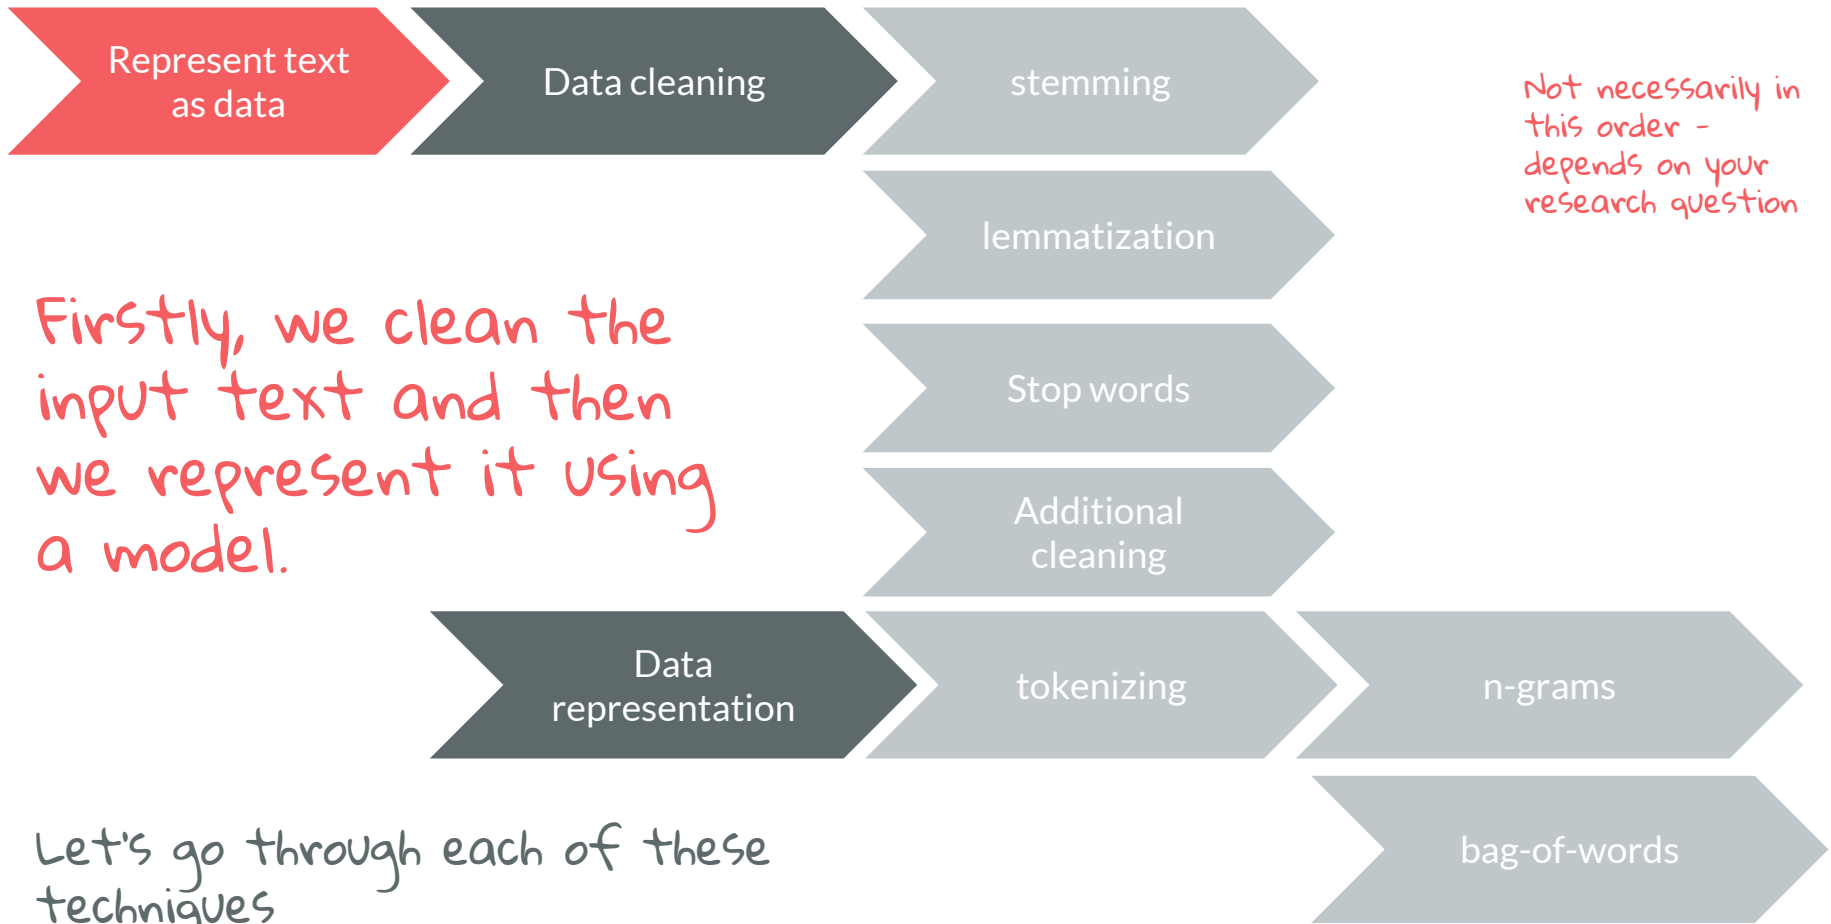 Represent text
as data
Data cleaning
stemming
Not necessarily in
this order -
depends on your
research question
lemmatization
Firstly, we clean the
input text and then
we represent it using
a model.
Stop words
Additional
cleaning
Data
representation
tokenizing
n-grams
bag-of-words
Let's go through each of these
techniques